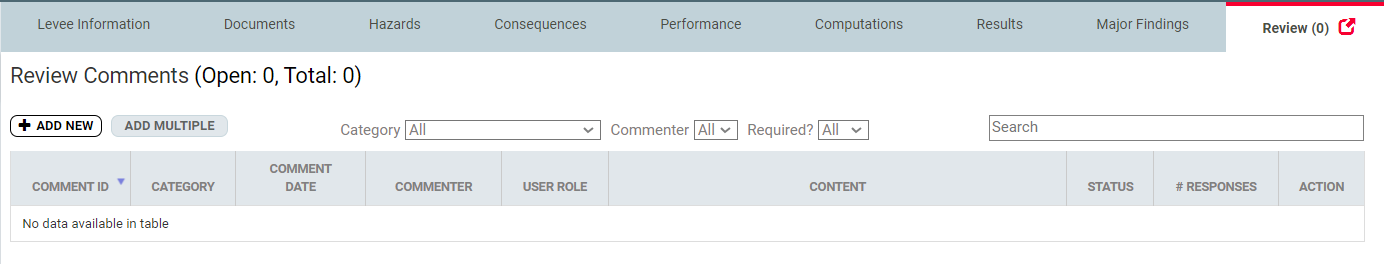 Levee Information Documents Hazards Consequences Performance Computations Results Major Findings Review (0)
Review Comments (Open: 0, Total: 0)
ADD NEW ADD MULTIPLE Category All Commenter All Required? All Search
COMMENT ID CATEGORY COMMENT DATE COMMENTER USER ROLE CONTENT STATUS # RESPONSES ACTION
No data available in table